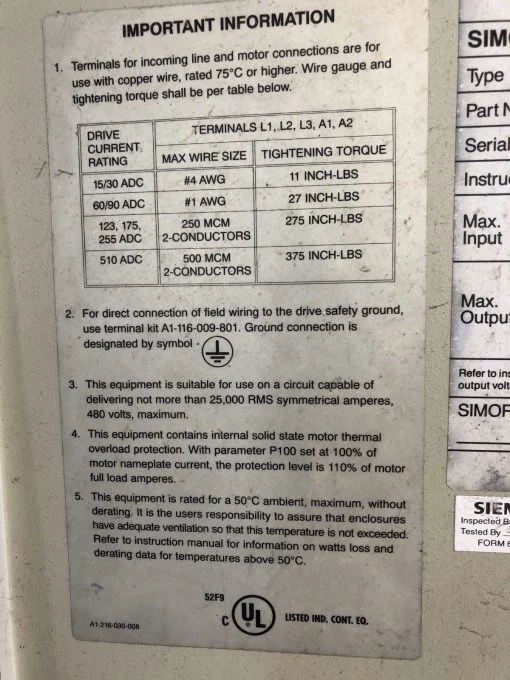 IMPORTANT INFORMATION
1. Terminals for incoming line and motor connections are for
use with copper wire, rated 75°C or higher. Wire gauge and
tightening torque shall be per table below.
DRIVE
CURRENT
RATING
TERMINALS L1, L2, L3, A1, A2
MAX WIRE SIZE
TIGHTENING TORQUE
15/30 ADC #4 AWG 11 INCH-LBS
60/90 ADC #1 AWG 27 INCH-LBS
123, 175,
255 ADC
250 MCM
2-CONDUCTORS
275 INCH-LBS
510 ADC
500 MCM
2-CONDUCTORS
375 INCH-LBS
2. For direct connection of field wiring to the drive safety ground,
use terminal kit A1-116-009-801. Ground connection is
designated by symbol -
3. This equipment is suitable for use on a circuit capable of
delivering not more than 25,000 RMS symmetrical amperes,
480 volts, maximum.
4. This equipment contains internal solid state motor thermal
overload protection. With parameter P100 set at 100% of
motor nameplate current, the protection level is 110% of motor
full load amperes.
5. This equipment is rated for a 50°C ambient, maximum, without
derating. It is the users responsibility to assure that enclosures
have adequate ventilation so that this temperature is not exceeded.
Refer to instruction manual for information on watts loss and
derating data for temperatures above 50°C.
52F9
C UL LISTED IND. CONT. EQ.
A1-216-030-008
SIMO
Type
Part N
Serial
Instru
Max.
Input
Max.
Outpu
Refer to ins
output volt
SIMOR
SIEM
Inspected B
Tested By
FORM 6